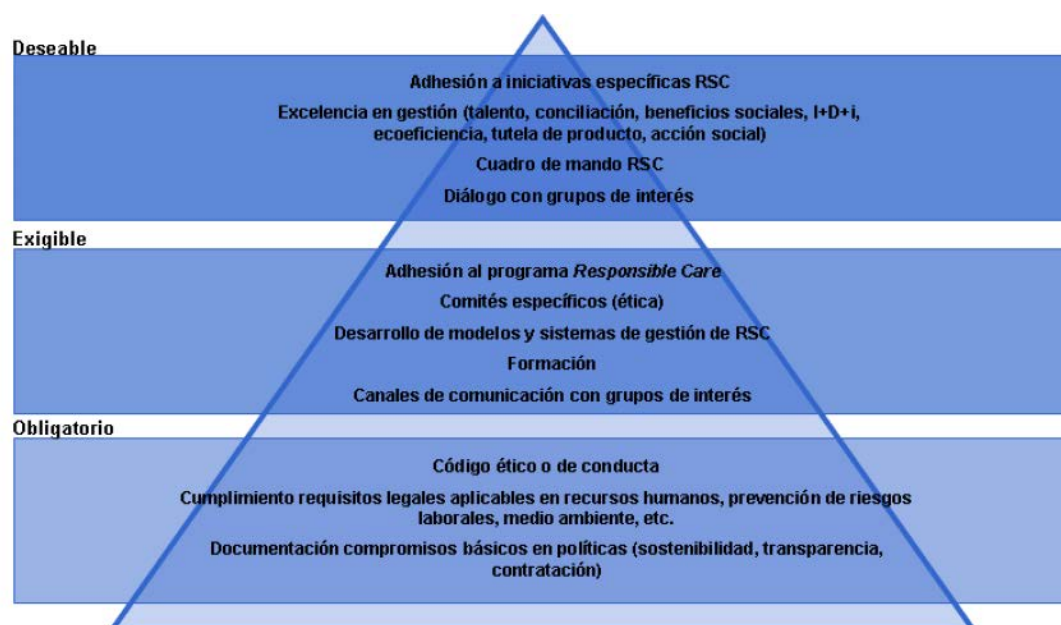 Deseable
Adhesión a iniciativas específicas RSC
Excelencia en gestión (talento, conciliación, beneficios sociales, I+D+i,
ecoeficiencia, tutela de producto, acción social)
Cuadro de mando RSC
Diálogo con grupos de interés
Exigible
Adhesión al programa Responsible Care
Comités específicos (ética)
Desarrollo de modelos y sistemas de gestión de RSC
Formación
Canales de comunicación con grupos de interés
Obligatorio
Código ético o de conducta
Cumplimiento requisitos legales aplicables en recursos humanos, prevención de riesgos
laborales, medio ambiente, etc.
Documentación compromisos básicos en políticas (sostenibilidad, transparencia,
contratación)